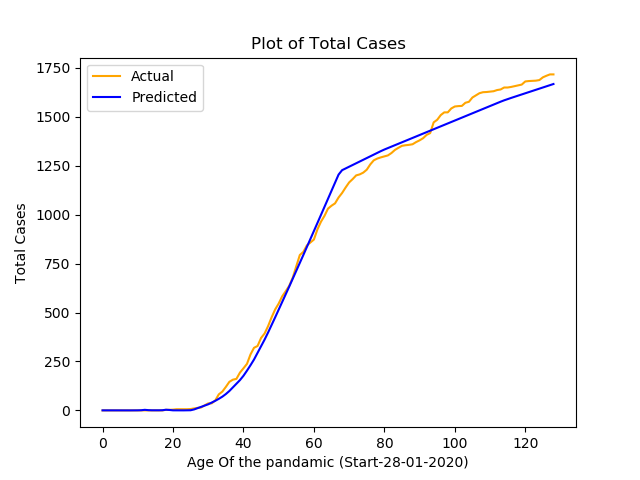 Plot of Total Cases
Actual
Predicted
1750
1500
1250
1000
750
500
250
0
Total Cases
0 20 40 60 80 100 120
Age Of the pandamic (Start-28-01-2020)